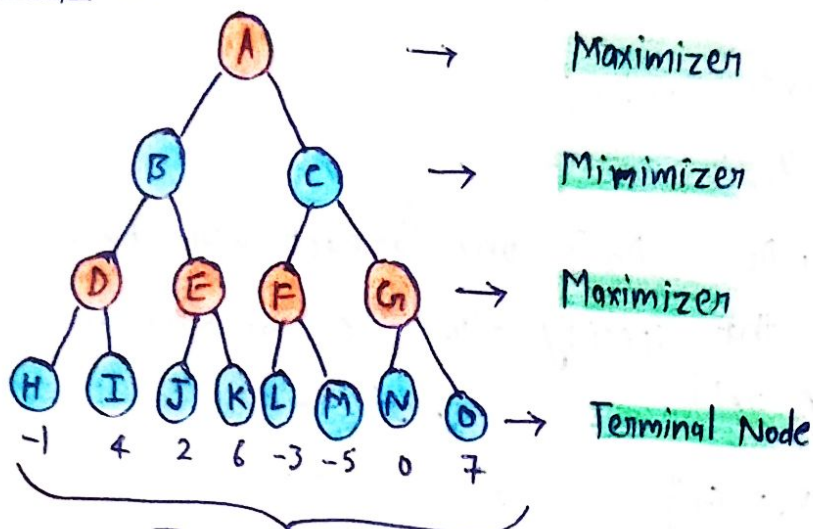 A → Maximizer
B C → Mimimizer
D E F G → Maximizer
H I J K L M N O → Terminal Node
-1 4 2 6 -3 -5 0 7